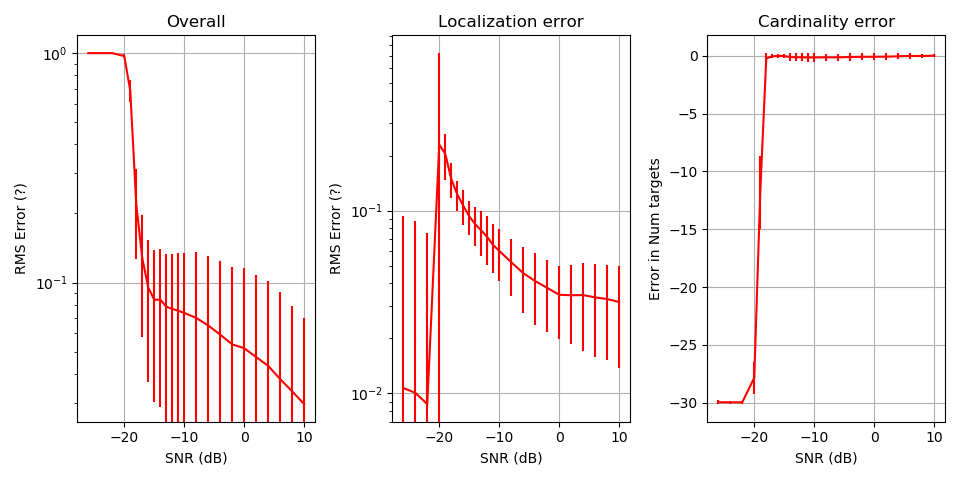 Overall
Localization error
Cardinality error
10⁰
10⁻¹
RMS Error (?)
−20
−10
0
10
SNR (dB)
10⁻¹
10⁻²
RMS Error (?)
−20
−10
0
10
SNR (dB)
0
−5
−10
−15
−20
−25
−30
Error in Num targets
−20
−10
0
10
SNR (dB)